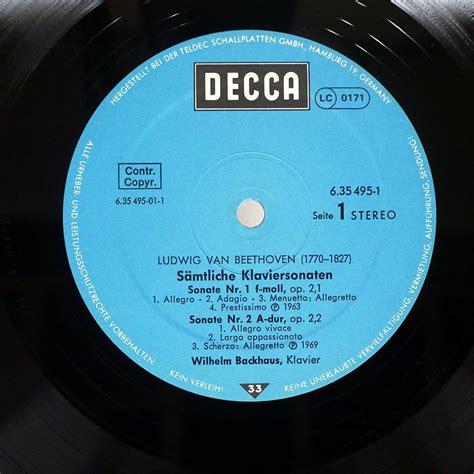 HERGESTELLT BEI DER TELDEC SCHALLPLATTEN GMBH, HAMBURG 19, GERMANY
DECCA
LC 0171
Contr.
Copyr.
6.35 495-01-1
6.35 495-1
Seite 1 STEREO
LUDWIG VAN BEETHOVEN (1770–1827)
Sämtliche Klaviersonaten
Sonate Nr. 1 f-moll, op. 2,1
1. Allegro - 2. Adagio - 3. Menuetto: Allegretto
4. Prestissimo Ⓟ 1963
Sonate Nr. 2 A-dur, op. 2,2
1. Allegro vivace
2. Largo appassionato
3. Scherzo: Allegretto Ⓟ 1969
Wilhelm Backhaus, Klavier
33
ALLE URHEBER- UND LEISTUNGSSCHUTZRECHTE VORBEHALTEN
KEIN VERLEIH!
KEINE UNERLAUBTE VERVIELFÄLTIGUNG, VERMIETUNG, AUFFÜHRUNG, SENDUNG!